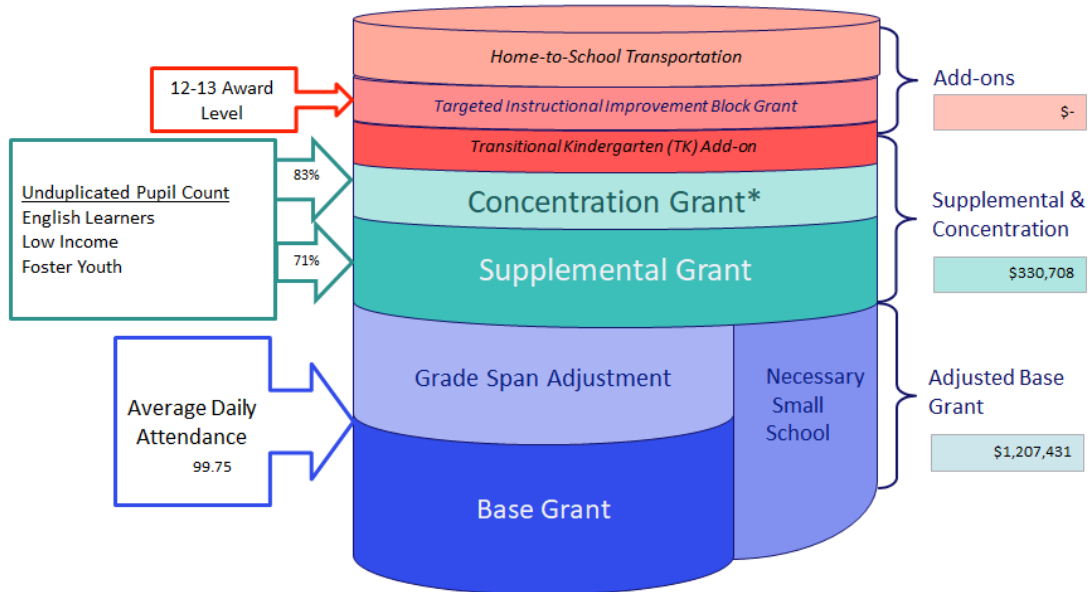 Home-to-School Transportation
12-13 Award
Level
Targeted Instructional Improvement Block Grant
Add-ons
$-
Transitional Kindergarten (TK) Add-on
Unduplicated Pupil Count
English Learners
Low Income
Foster Youth
83%
71%
Concentration Grant*
Supplemental Grant
Supplemental &
Concentration
$330,708
Average Daily
Attendance
99.75
Grade Span Adjustment
Necessary
Small
School
Base Grant
Adjusted Base
Grant
$1,207,431